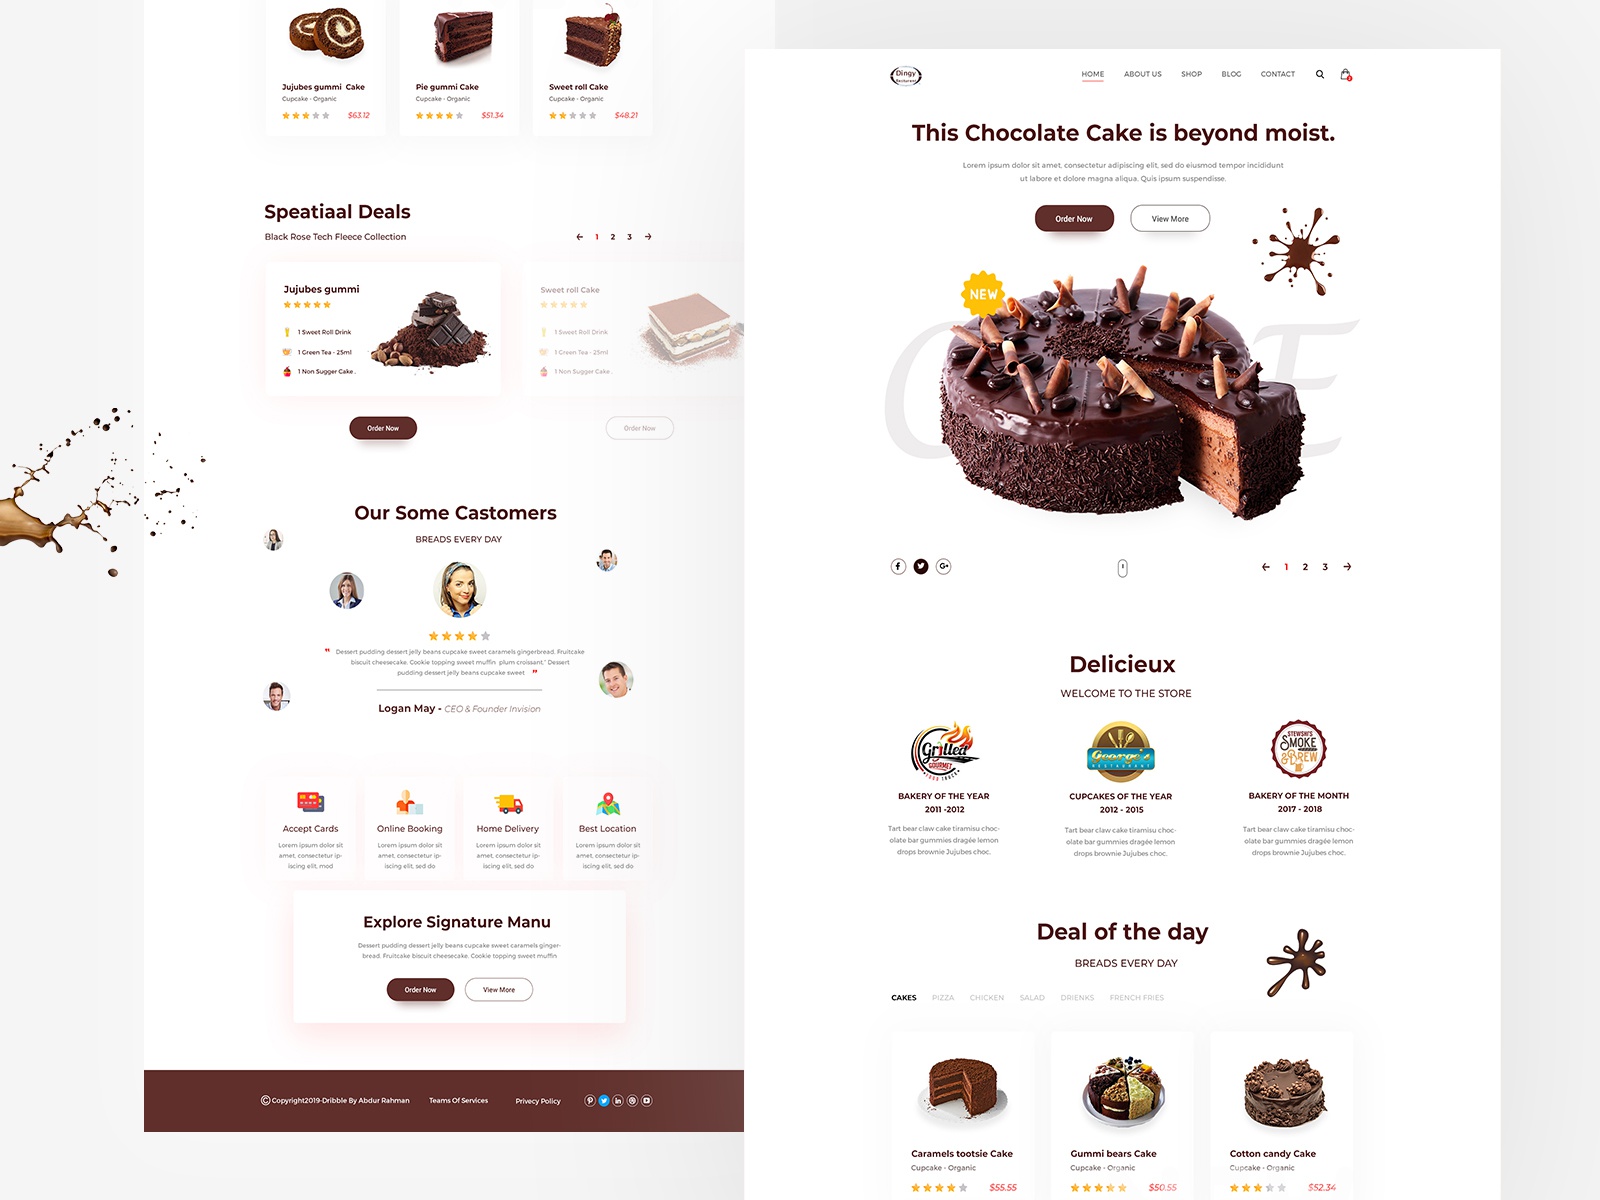 Jujubes gummi Cake
Cupcake - Organic
$63.12
Pie gummi Cake
Cupcake - Organic
$51.34
Sweet roll Cake
Cupcake - Organic
$48.21
Speatiaal Deals
Black Rose Tech Fleece Collection
1 2 3
Jujubes gummi
1 Sweet Roll Drink
1 Green Tea - 25ml
1 Non Sugger Cake .
Order Now
Sweet roll Cake
1 Sweet Roll Drink
1 Green Tea - 25ml
1 Non Sugger Cake .
Order Now
Our Some Castomers
BREADS EVERY DAY
" Dessert pudding dessert jelly beans cupcake sweet caramels gingerbread. Fruitcake
biscuit cheesecake. Cookie topping sweet muffin plum croissant." Dessert
pudding dessert jelly beans cupcake sweet "
Logan May - CEO & Founder Invision
Accept Cards
Lorem ipsum dolor sit
amet, consectetur ip-
iscing elit, mod
Online Booking
Lorem ipsum dolor sit
amet, consectetur ip-
iscing elit, sed do
Home Delivery
Lorem ipsum dolor sit
amet, consectetur ip-
iscing elit, sed do
Best Location
Lorem ipsum dolor sit
amet, consectetur ip-
iscing elit, sed do
Explore Signature Manu
Dessert pudding dessert jelly beans cupcake sweet caramels ginger-
bread. Fruitcake biscuit cheesecake. Cookie topping sweet muffin
Order Now
View More
© Copyright2019-Dribble By Abdur Rahman
Teams Of Services
Privecy Policy
Dingy
Restaurant
HOME
ABOUT US
SHOP
BLOG
CONTACT
This Chocolate Cake is beyond moist.
Lorem ipsum dolor sit amet, consectetur adipiscing elit, sed do eiusmod tempor incididunt
ut labore et dolore magna aliqua. Quis ipsum suspendisse.
Order Now
View More
NEW
1 2 3
Delicieux
WELCOME TO THE STORE
Grilled
GOURMET
FOOD TRUCK
BAKERY OF THE YEAR
2011 -2012
Tart bear claw cake tiramisu choc-
olate bar gummies dragée lemon
drops brownie Jujubes choc.
George's
RESTAURANT
CUPCAKES OF THE YEAR
2012 - 2015
Tart bear claw cake tiramisu choc-
olate bar gummies dragée lemon
drops brownie Jujubes choc.
STEWSH'S
SMOKE
& BREW
BAKERY OF THE MONTH
2017 - 2018
Tart bear claw cake tiramisu choc-
olate bar gummies dragée lemon
drops brownie Jujubes choc.
Deal of the day
BREADS EVERY DAY
CAKES
PIZZA
CHICKEN
SALAD
DRIENKS
FRENCH FRIES
Caramels tootsie Cake
Cupcake - Organic
$55.55
Gummi bears Cake
Cupcake - Organic
$50.55
Cotton candy Cake
Cupcake - Organic
$52.34